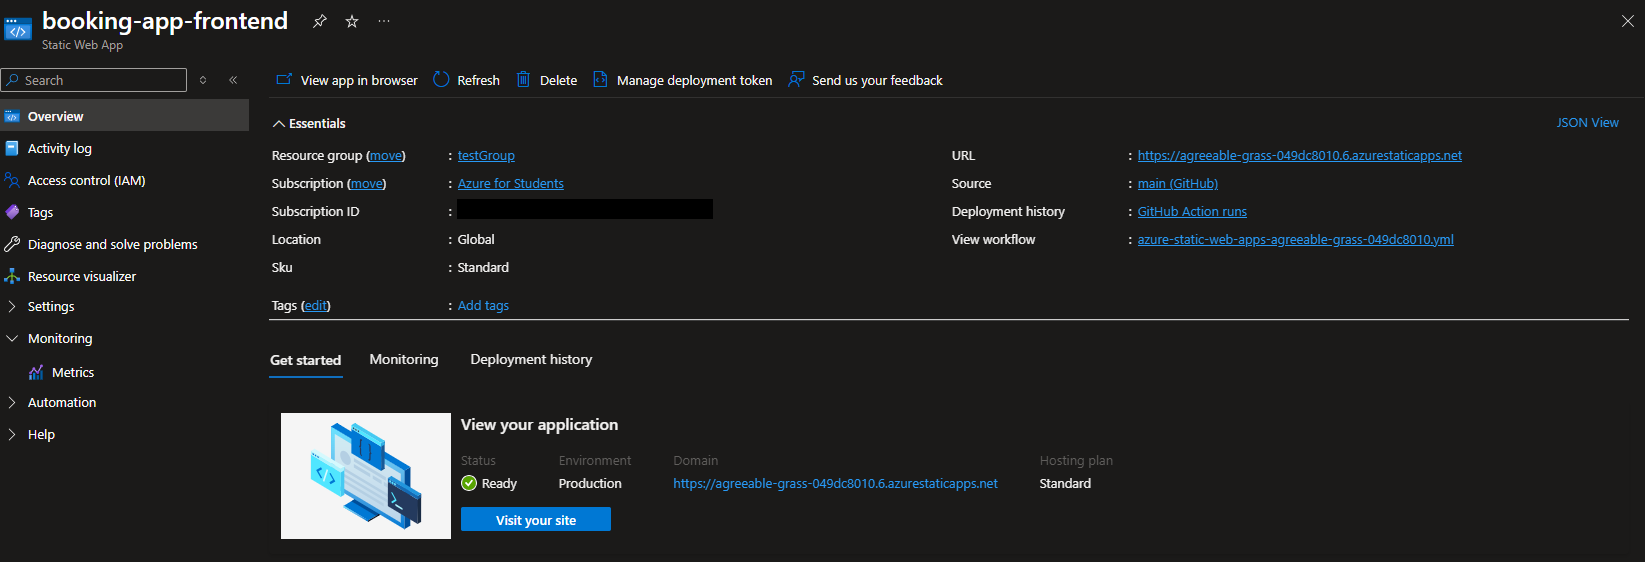 booking-app-frontend
Static Web App
Search
Overview
Activity log
Access control (IAM)
Tags
Diagnose and solve problems
Resource visualizer
Settings
Monitoring
Metrics
Automation
Help
View app in browser Refresh Delete Manage deployment token Send us your feedback
Essentials
JSON View
Resource group (move) : testGroup
Subscription (move) : Azure for Students
Subscription ID :
Location : Global
Sku : Standard
URL : https://agreeable-grass-049dc8010.6.azurestaticapps.net
Source : main (GitHub)
Deployment history : GitHub Action runs
View workflow : azure-static-web-apps-agreeable-grass-049dc8010.yml
Tags (edit) : Add tags
Get started Monitoring Deployment history
View your application
Status Environment Domain Hosting plan
Ready Production https://agreeable-grass-049dc8010.6.azurestaticapps.net Standard
Visit your site